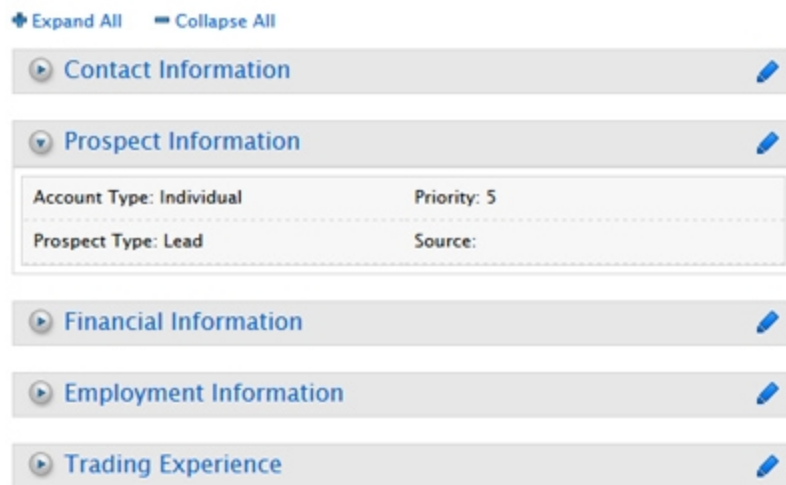 Expand All Collapse All
Contact Information
Prospect Information
Account Type: Individual Priority: 5
Prospect Type: Lead Source:
Financial Information
Employment Information
Trading Experience